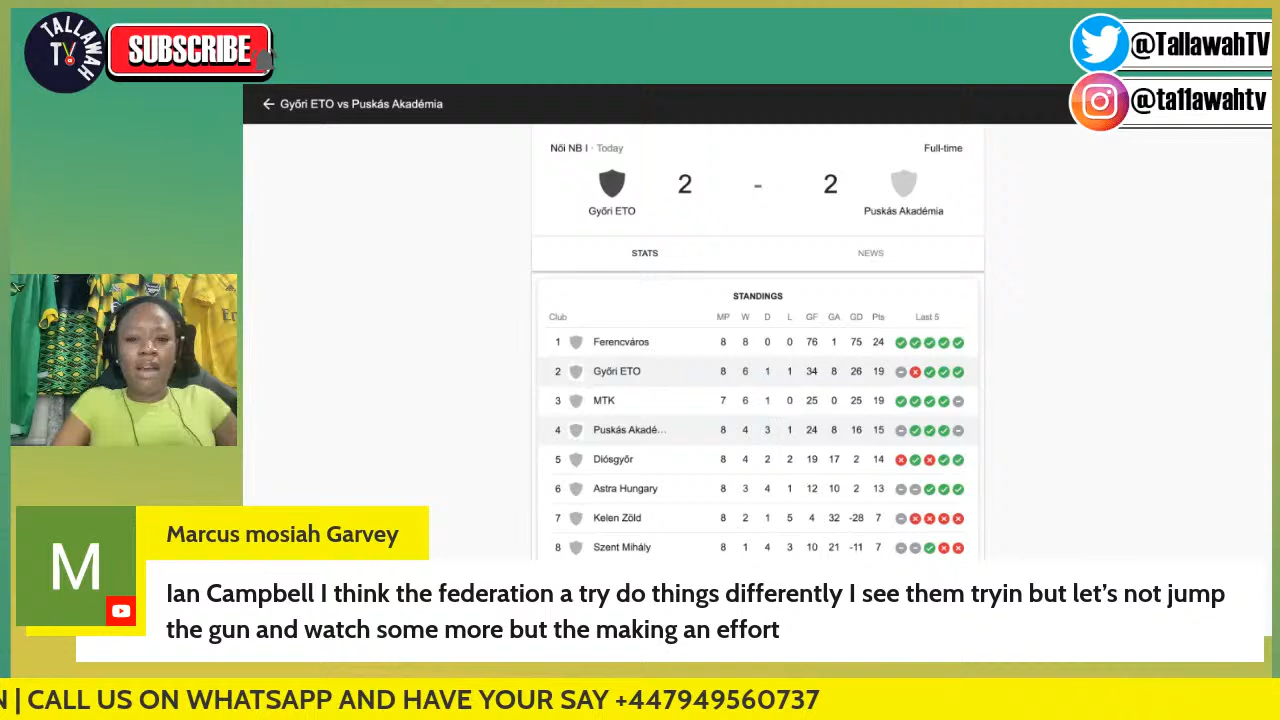 TALLAWAH
TV
SUBSCRIBE
@TallawahTV
@ta11awahtv
Győri ETO vs Puskás Akadémia
Női NB I · Today Full-time
2 - 2
Győri ETO Puskás Akadémia
STATS NEWS
STANDINGS
Club MP W D L GF GA GD Pts Last 5
1 Ferencváros 8 8 0 0 76 1 75 24
2 Győri ETO 8 6 1 1 34 8 26 19
3 MTK 7 6 1 0 25 0 25 19
4 Puskás Akadé... 8 4 3 1 24 8 16 15
5 Diósgyőr 8 4 2 2 19 17 2 14
6 Astra Hungary 8 3 4 1 12 10 2 13
7 Kelen Zöld 8 2 1 5 4 32 -28 7
8 Szent Mihály 8 1 4 3 10 21 -11 7
M
Marcus mosiah Garvey
Ian Campbell I think the federation a try do things differently I see them tryin but let's not jump
the gun and watch some more but the making an effort
N | CALL US ON WHATSAPP AND HAVE YOUR SAY +447949560737